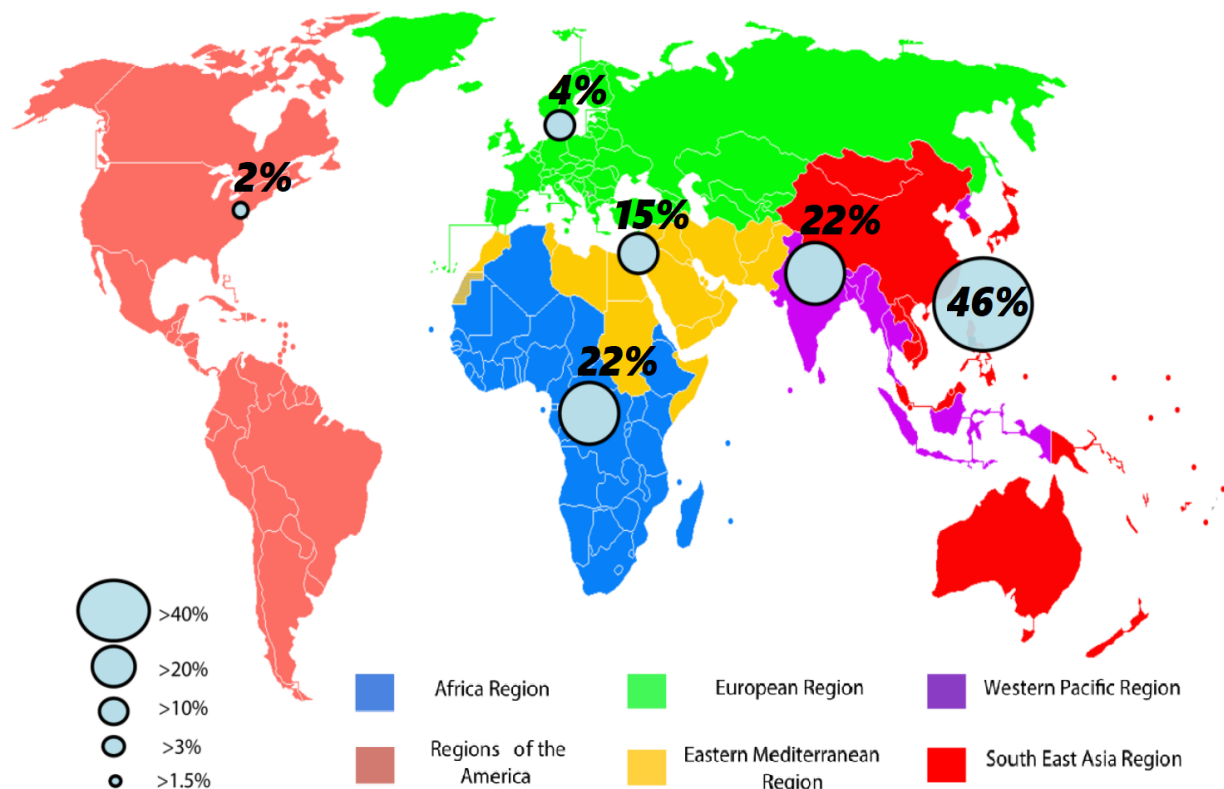 4%
2%
15%
22%
46%
22%
>40%
>20%
>10%
>3%
>1.5%
Africa Region
European Region
Western Pacific Region
Regions of the
America
Eastern Mediterranean
Region
South East Asia Region